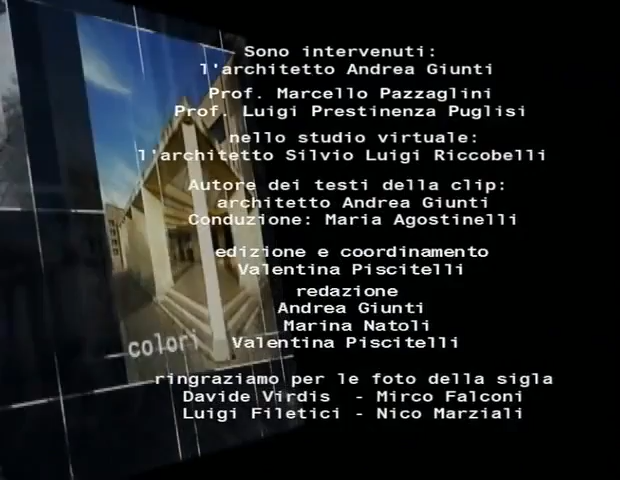 Sono intervenuti:
l'architetto Andrea Giunti
Prof. Marcello Pazzaglini
Prof. Luigi Prestinenza Puglisi
nello studio virtuale:
l'architetto Silvio Luigi Riccobelli
Autore dei testi della clip:
architetto Andrea Giunti
Conduzione: Maria Agostinelli
edizione e coordinamento
Valentina Piscitelli
redazione
Andrea Giunti
Marina Natoli
Valentina Piscitelli
colori
ringraziamo per le foto della sigla
Davide Virdis - Mirco Falconi
Luigi Filetici - Nico Marziali